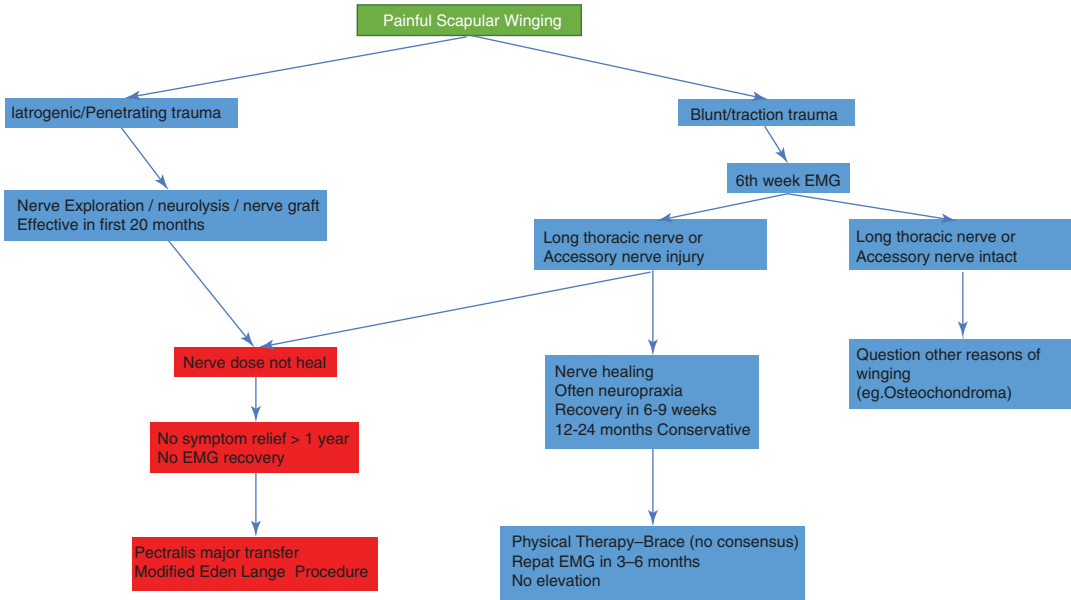 Painful Scapular Winging
Iatrogenic/Penetrating trauma
Blunt/traction trauma
6th week EMG
Nerve Exploration / neurolysis / nerve graft
Effective in first 20 months
Long thoracic nerve or
Accessory nerve injury
Long thoracic nerve or
Accessory nerve intact
Nerve dose not heal
Nerve healing
Often neuropraxia
Recovery in 6-9 weeks
12-24 months Conservative
Question other reasons of
winging
(eg.Osteochondroma)
No symptom relief > 1 year
No EMG recovery
Pectralis major transfer
Modified Eden Lange Procedure
Physical Therapy–Brace (no consensus)
Repat EMG in 3–6 months
No elevation